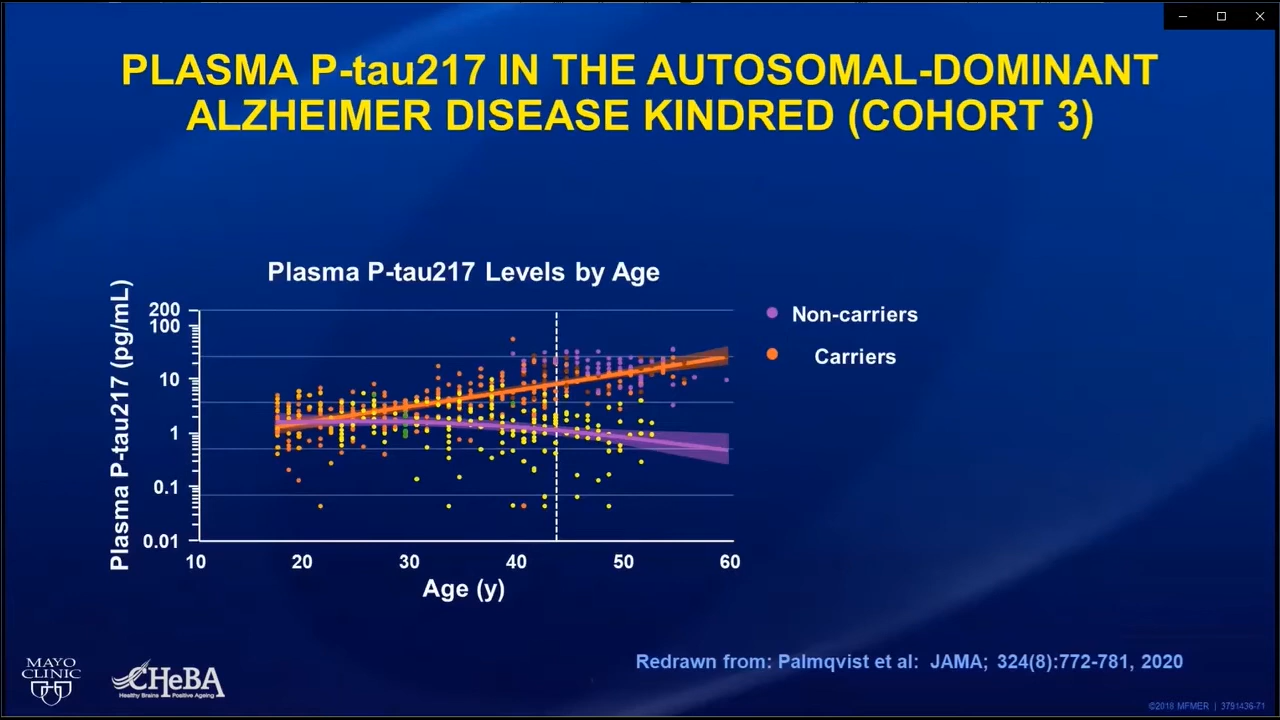 PLASMA P-tau217 IN THE AUTOSOMAL-DOMINANT
ALZHEIMER DISEASE KINDRED (COHORT 3)
Plasma P-tau217 Levels by Age
Plasma P-tau217 (pg/mL)
200
100
10
1
0.1
0.01
10 20 30 40 50 60
Age (y)
Non-carriers
Carriers
Redrawn from: Palmqvist et al: JAMA; 324(8):772-781, 2020
MAYO
CLINIC
CHeBA
Healthy Brains Positive Ageing
©2018 MFMER | 3791436-71